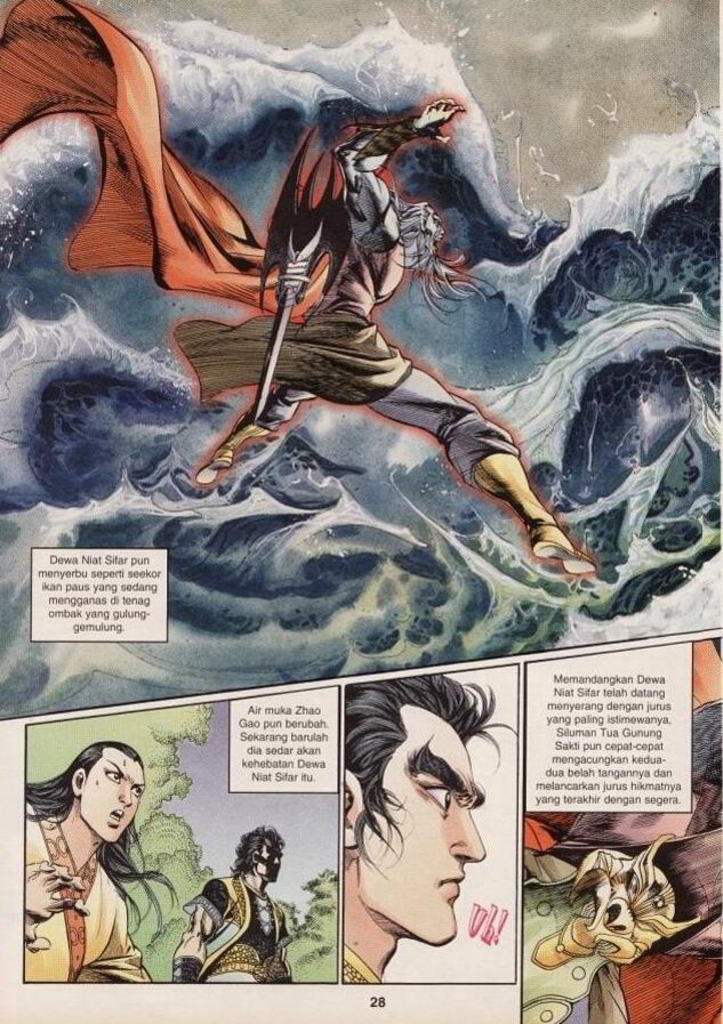 Dewa Niat Sifar pun
menyerbu seperti seekor
ikan paus yang sedang
mengganas di tenag
ombak yang gulung-
gemulung.
Air muka Zhao
Gao pun berubah.
Sekarang barulah
dia sedar akan
kehebatan Dewa
Niat Sifar itu.
Uh!
Memandangkan Dewa
Niat Sifar telah datang
menyerang dengan jurus
yang paling istimewanya,
Siluman Tua Gunung
Sakti pun cepat-cepat
mengacungkan kedua-
dua belah tangannya dan
melancarkan jurus hikmatnya
yang terakhir dengan segera.
28